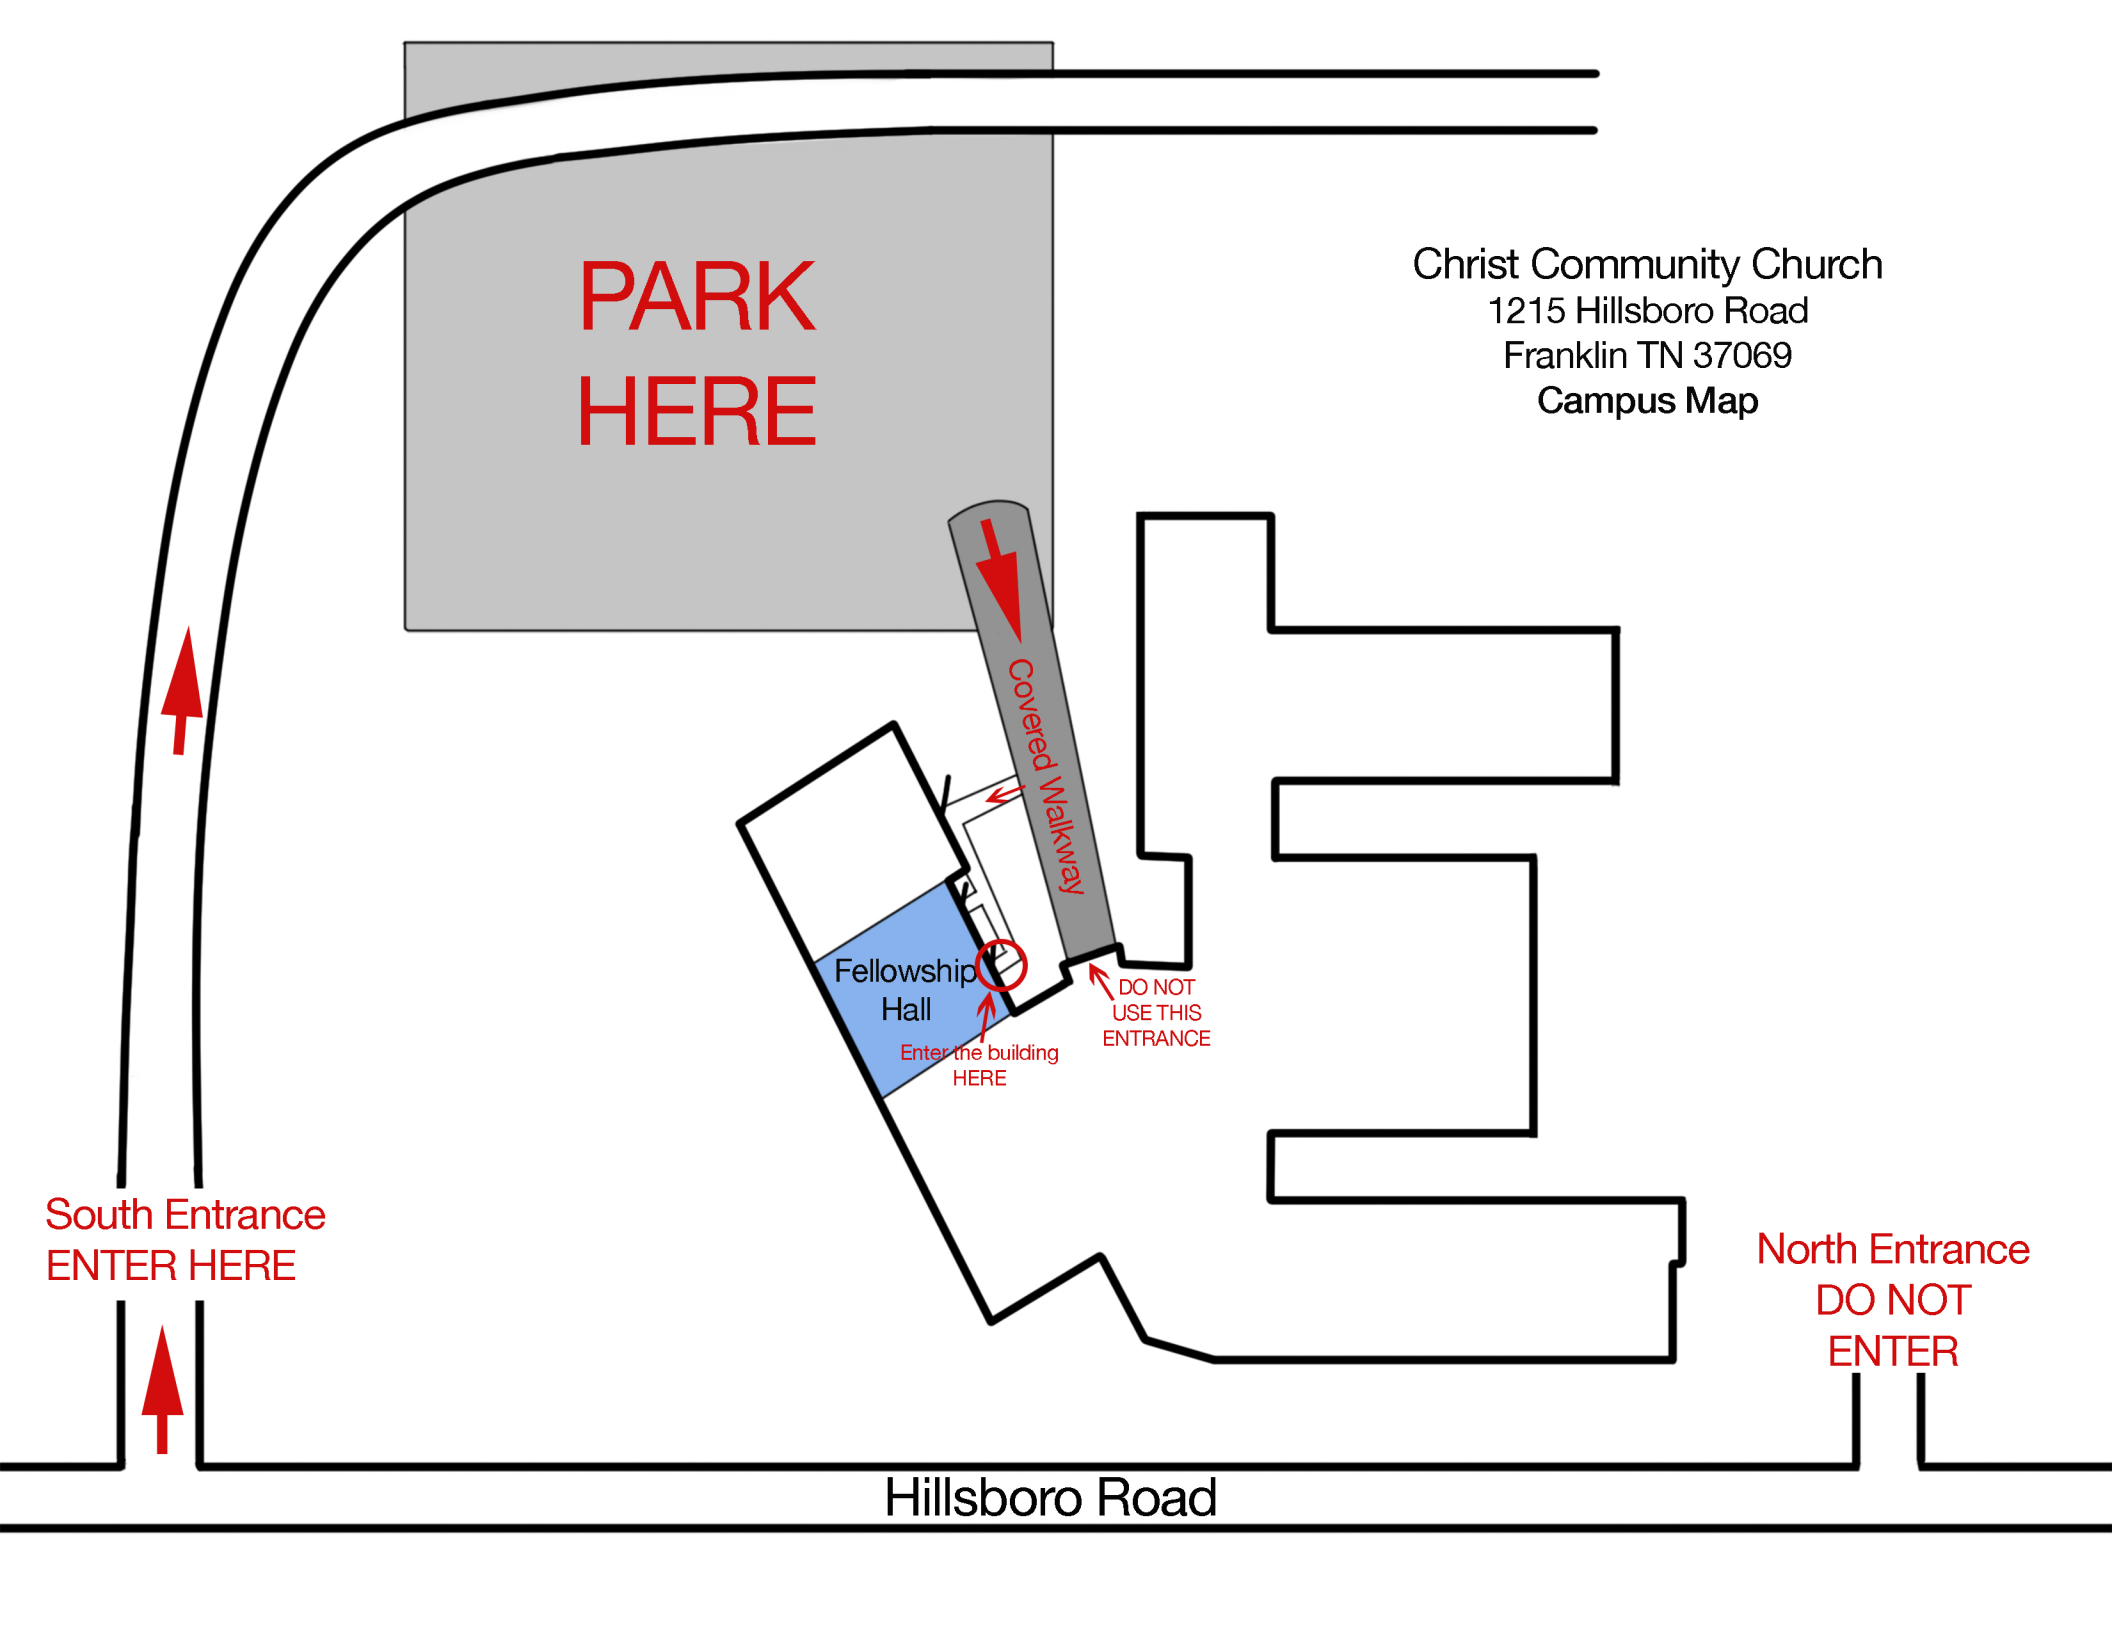 PARK
HERE
Christ Community Church
1215 Hillsboro Road
Franklin TN 37069
Campus Map
Covered Walkway
Fellowship
Hall
DO NOT
USE THIS
ENTRANCE
Enter the building
HERE
South Entrance
ENTER HERE
North Entrance
DO NOT
ENTER
Hillsboro Road